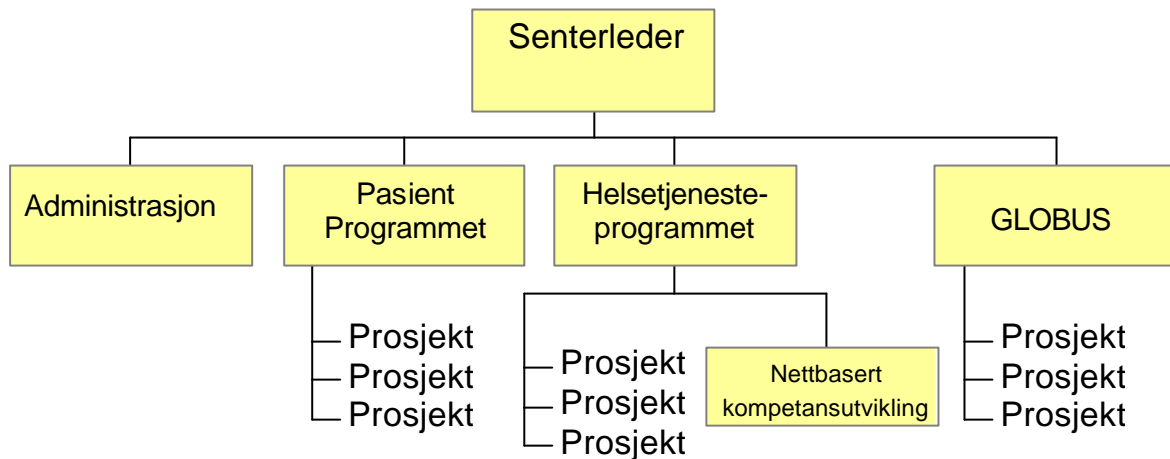 Senterleder
Administrasjon
Pasient
Programmet
Helsetjeneste-
programmet
GLOBUS
Prosjekt
Prosjekt
Prosjekt
Prosjekt
Prosjekt
Prosjekt
Nettbasert
kompetansutvikling
Prosjekt
Prosjekt
Prosjekt